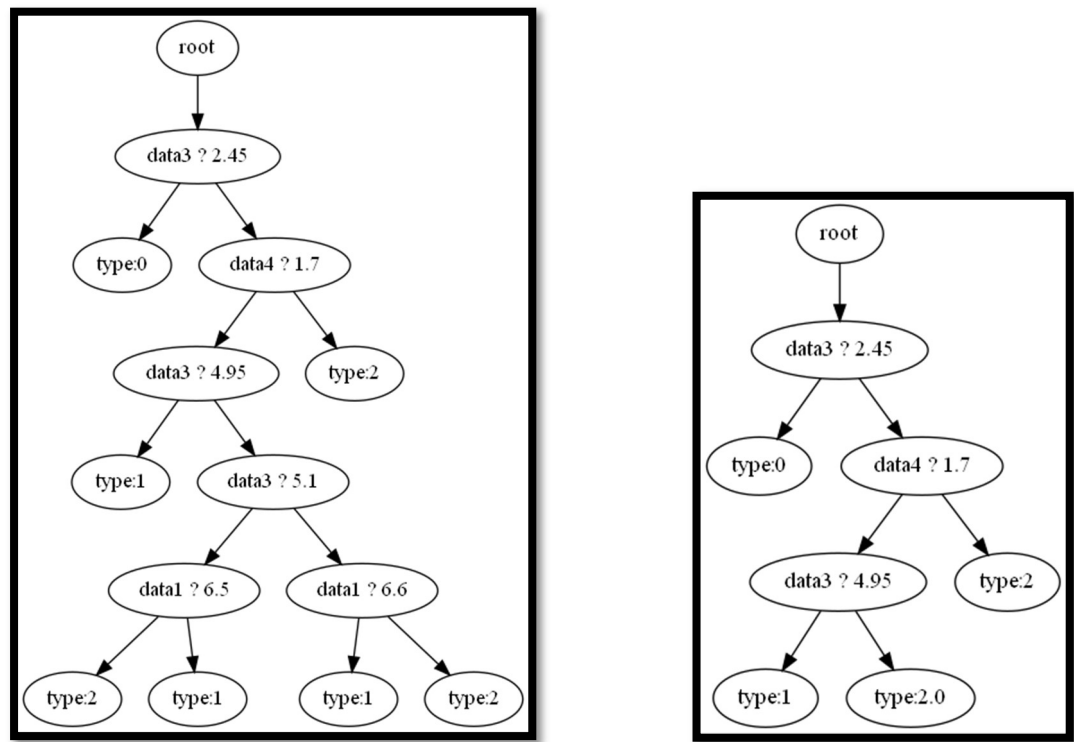 root
data3 ? 2.45
type:0
data4 ? 1.7
data3 ? 4.95
type:2
type:1
data3 ? 5.1
data1 ? 6.5
data1 ? 6.6
type:2
type:1
type:1
type:2
root
data3 ? 2.45
type:0
data4 ? 1.7
data3 ? 4.95
type:2
type:1
type:2.0